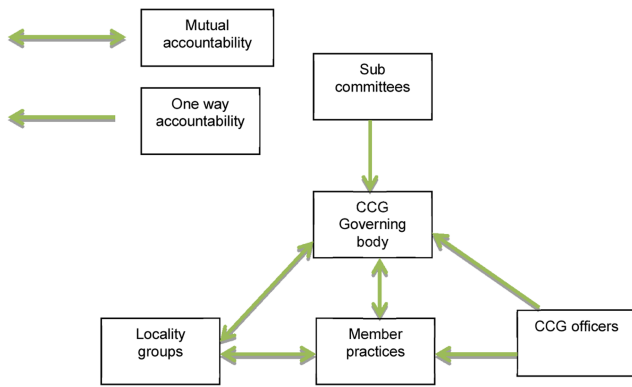 Mutual
accountability
Sub
committees
One way
accountability
CCG
Governing
body
Locality
groups
Member
practices
CCG officers